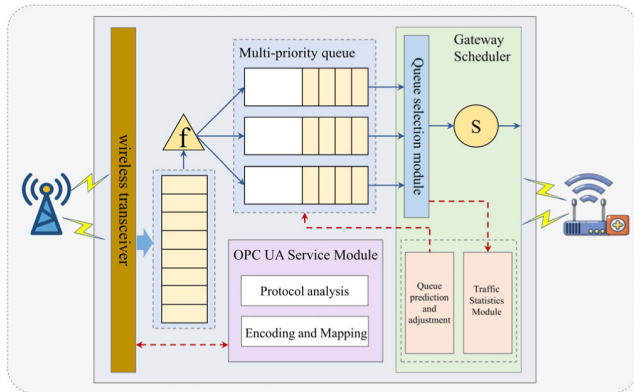 Multi-priority queue
Gateway
Scheduler
wireless transceiver
f
Queue selection module
S
OPC UA Service Module
Protocol analysis
Encoding and Mapping
Queue
prediction
and
adjustment
Traffic
Statistics
Module